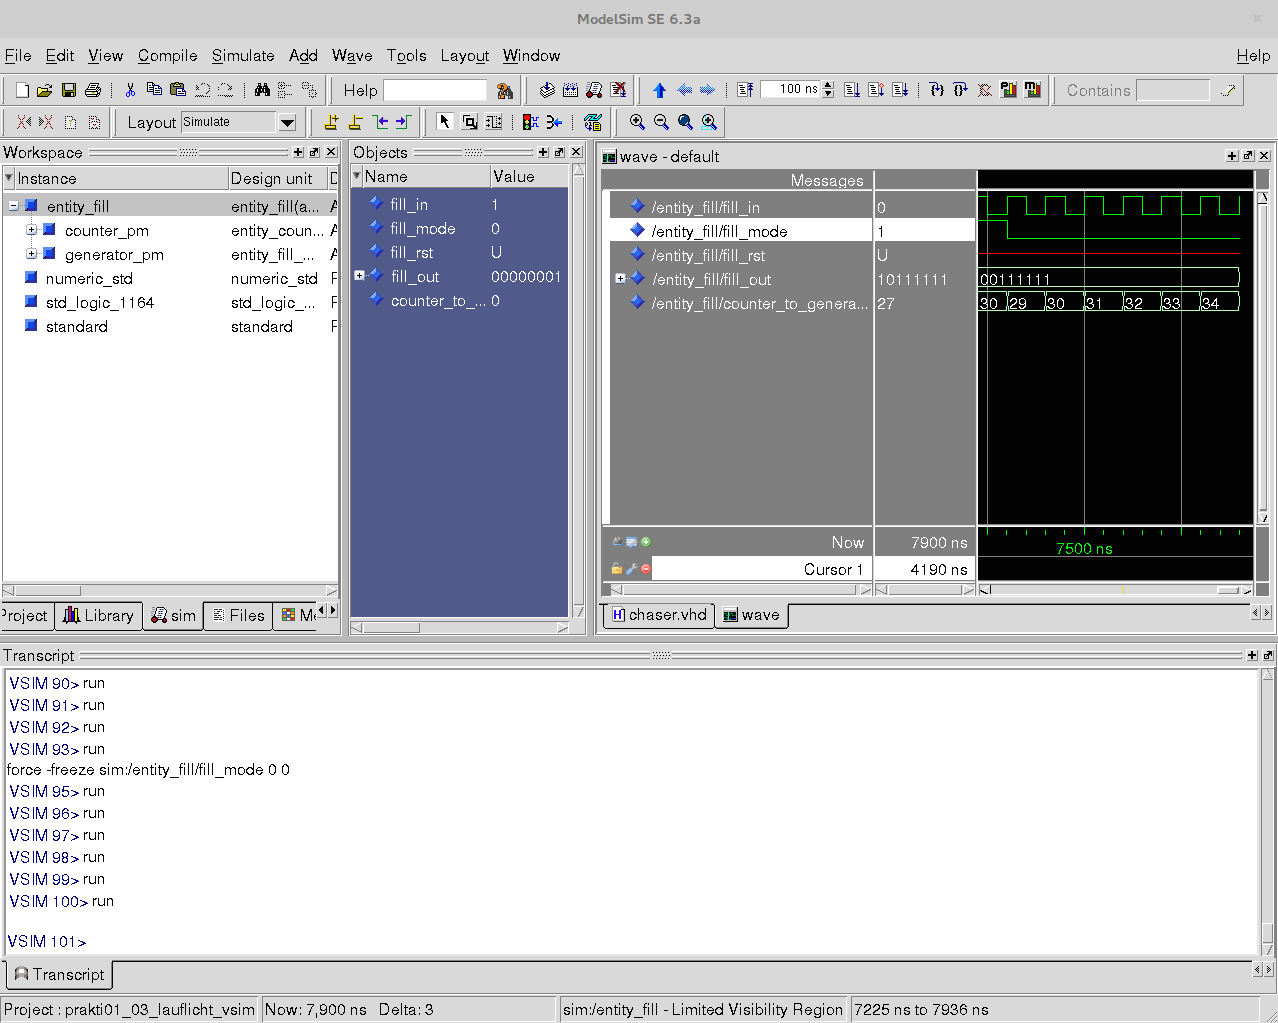 ModelSim SE 6.3a
File Edit View Compile Simulate Add Wave Tools Layout Window Help
Help 100 ns Contains
Layout Simulate
Workspace
Instance Design unit
entity_fill entity_fill(a...
counter_pm entity_coun...
generator_pm entity_fill_...
numeric_std numeric_std
std_logic_1164 std_logic_...
standard standard
Project Library sim Files
Objects
Name Value
fill_in 1
fill_mode 0
fill_rst U
fill_out 00000001
counter_to_... 0
wave - default
Messages
/entity_fill/fill_in 0
/entity_fill/fill_mode 1
/entity_fill/fill_rst U
/entity_fill/fill_out 10111111 00111111
/entity_fill/counter_to_genera... 27 30 29 30 31 32 33 34
Now 7900 ns 7500 ns
Cursor 1 4190 ns
chaser.vhd wave
Transcript
VSIM 90> run
VSIM 91> run
VSIM 92> run
VSIM 93> run
force -freeze sim:/entity_fill/fill_mode 0 0
VSIM 95> run
VSIM 96> run
VSIM 97> run
VSIM 98> run
VSIM 99> run
VSIM 100> run
VSIM 101>
Transcript
Project : prakti01_03_lauflicht_vsim Now: 7,900 ns Delta: 3 sim:/entity_fill - Limited Visibility Region 7225 ns to 7936 ns